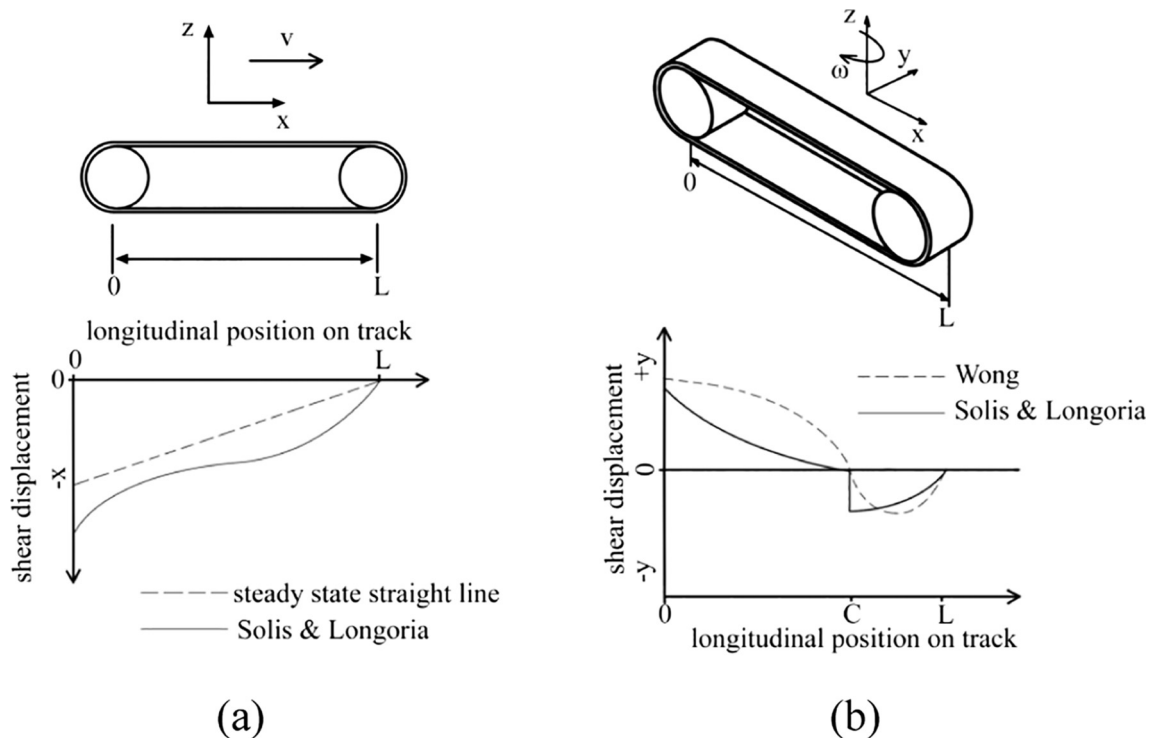 z
v
x
0
L
longitudinal position on track
0
L
0
-x
shear displacement
steady state straight line
Solis & Longoria
(a)
z
y
ω
x
0
L
+y
0
-y
shear displacement
Wong
Solis & Longoria
0
C
L
longitudinal position on track
(b)